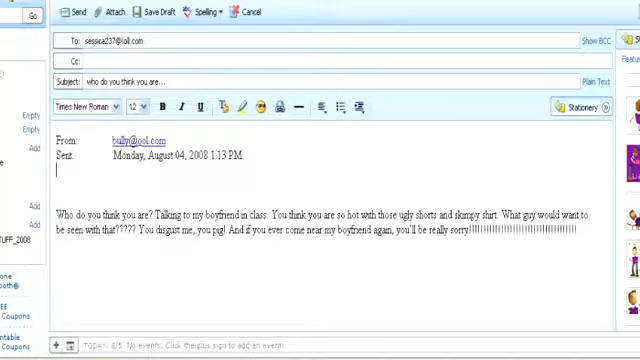 Send Attach Save Draft Spelling Cancel
Go
To: sessica237@loll.com Show BCC
Cc:
Subject: who do you think you are... Plain Text
Times New Roman 12 B I U Stationery
From: bully@ool.com
Sent: Monday, August 04, 2008 1:13 PM
Who do you think you are? Talking to my boyfriend in class. You think you are so hot with those ugly shorts and skimpy shirt. What guy would want to
be seen with that????? You disgust me, you pig! And if you ever come near my boyfriend again, you'll be really sorry!!!!!!!!!!!!!!!!!!!!!!!!!!!!!!!!!!!!
Empty
Empty
Add
Add
TUFF_2008
Add
Coupons
Coupons
TODAY: 8/5 No events. Click the plus sign to add an event.